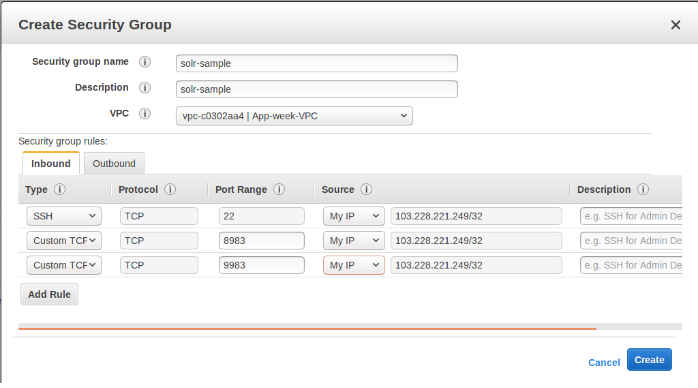 Create Security Group ×
Security group name i solr-sample
Description i solr-sample
VPC i vpc-c0302aa4 | App-week-VPC
Security group rules:
Inbound Outbound
Type i Protocol i Port Range i Source i Description i
SSH TCP 22 My IP 103.228.221.249/32 e.g. SSH for Admin De
Custom TCF TCP 8983 My IP 103.228.221.249/32 e.g. SSH for Admin De
Custom TCF TCP 9983 My IP 103.228.221.249/32 e.g. SSH for Admin De
Add Rule
Cancel Create